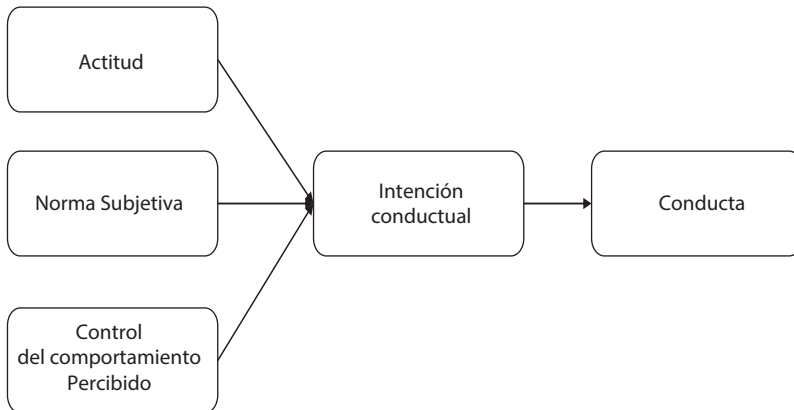 Actitud
Norma Subjetiva
Control
del comportamiento
Percibido
Intención
conductual
Conducta